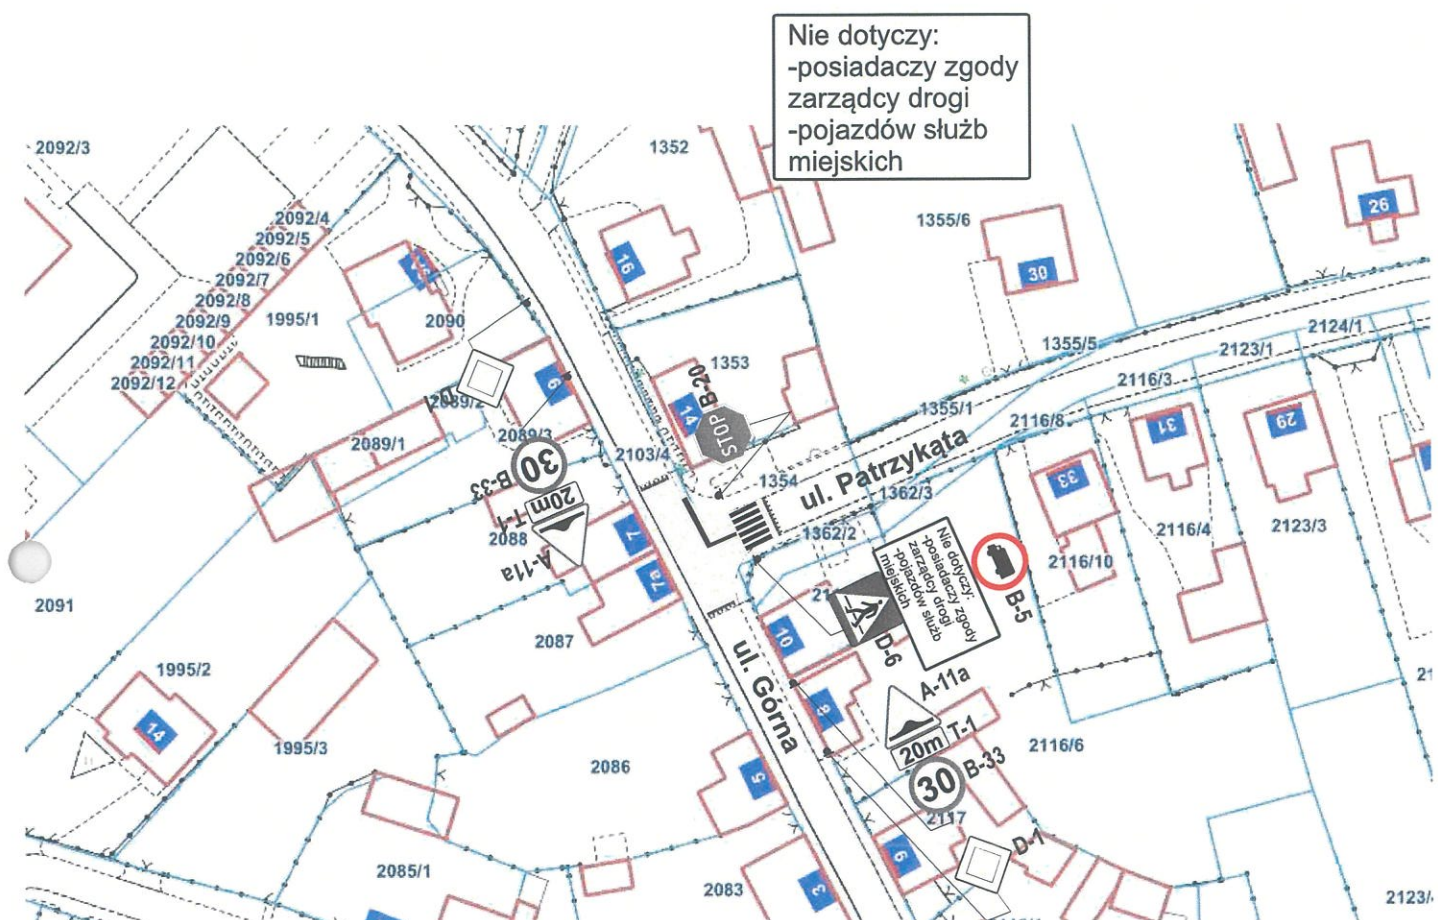 Nie dotyczy:
-posiadaczy zgody
zarządcy drogi
-pojazdów służb
miejskich
2092/3
1352
1355/6
26
2092/4
2092/5
2092/6
2092/7
2092/8
2092/9
2092/10
2092/11
2092/12
1995/1
2090
16
30
1355/5
2124/1
2123/1
2116/3
1355/1
2116/8
1353
14
B-20
STOP
2089/2
2089/1
2089/3
9
2103/4
30
B-33
20m
T-1
A-11a
2088
7
7a
1354
ul. Patrzykąta
1362/3
1362/2
31
29
33
2116/4
2123/3
2116/10
Nie dotyczy:
-posiadaczy zgody
zarządcy drogi
-pojazdów służb
miejskich
B-5
D-6
10
2091
2087
ul. Górna
8
A-11a
20m
T-1
30
B-33
2117
D-1
1995/2
14
1995/3
2086
5
2116/6
2085/1
2083
3
2123/